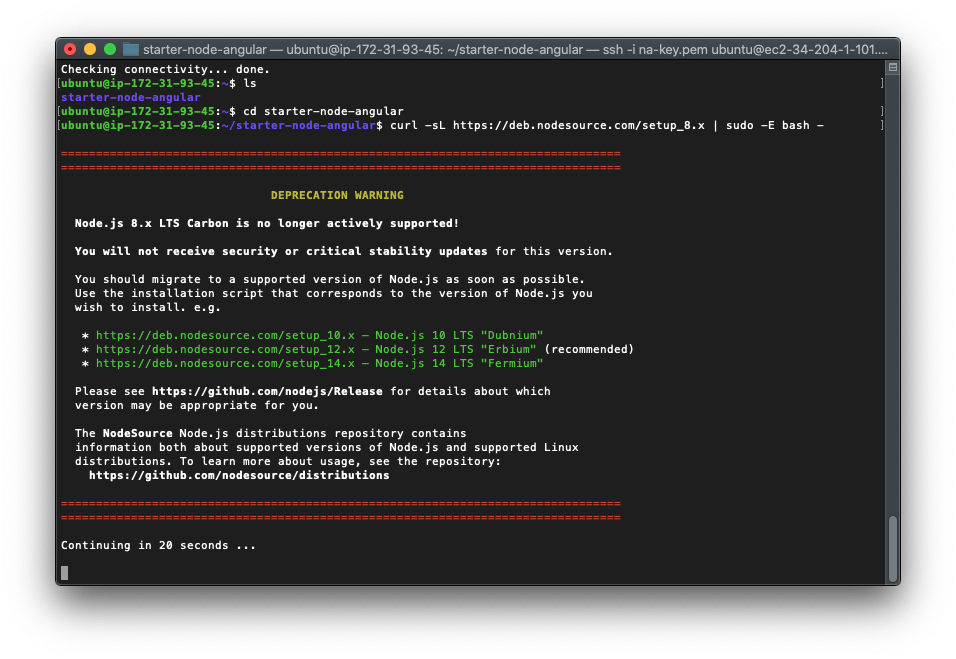 starter-node-angular — ubuntu@ip-172-31-93-45: ~/starter-node-angular — ssh -i na-key.pem ubuntu@ec2-34-204-1-101....
Checking connectivity... done.
[ubuntu@ip-172-31-93-45:~$ ls ]
starter-node-angular
[ubuntu@ip-172-31-93-45:~$ cd starter-node-angular ]
[ubuntu@ip-172-31-93-45:~/starter-node-angular$ curl -sL https://deb.nodesource.com/setup_8.x | sudo -E bash - ]
================================================================================
================================================================================
DEPRECATION WARNING
Node.js 8.x LTS Carbon is no longer actively supported!
You will not receive security or critical stability updates for this version.
You should migrate to a supported version of Node.js as soon as possible.
Use the installation script that corresponds to the version of Node.js you
wish to install. e.g.
* https://deb.nodesource.com/setup_10.x — Node.js 10 LTS "Dubnium"
* https://deb.nodesource.com/setup_12.x — Node.js 12 LTS "Erbium" (recommended)
* https://deb.nodesource.com/setup_14.x — Node.js 14 LTS "Fermium"
Please see https://github.com/nodejs/Release for details about which
version may be appropriate for you.
The NodeSource Node.js distributions repository contains
information both about supported versions of Node.js and supported Linux
distributions. To learn more about usage, see the repository:
https://github.com/nodesource/distributions
================================================================================
================================================================================
Continuing in 20 seconds ...